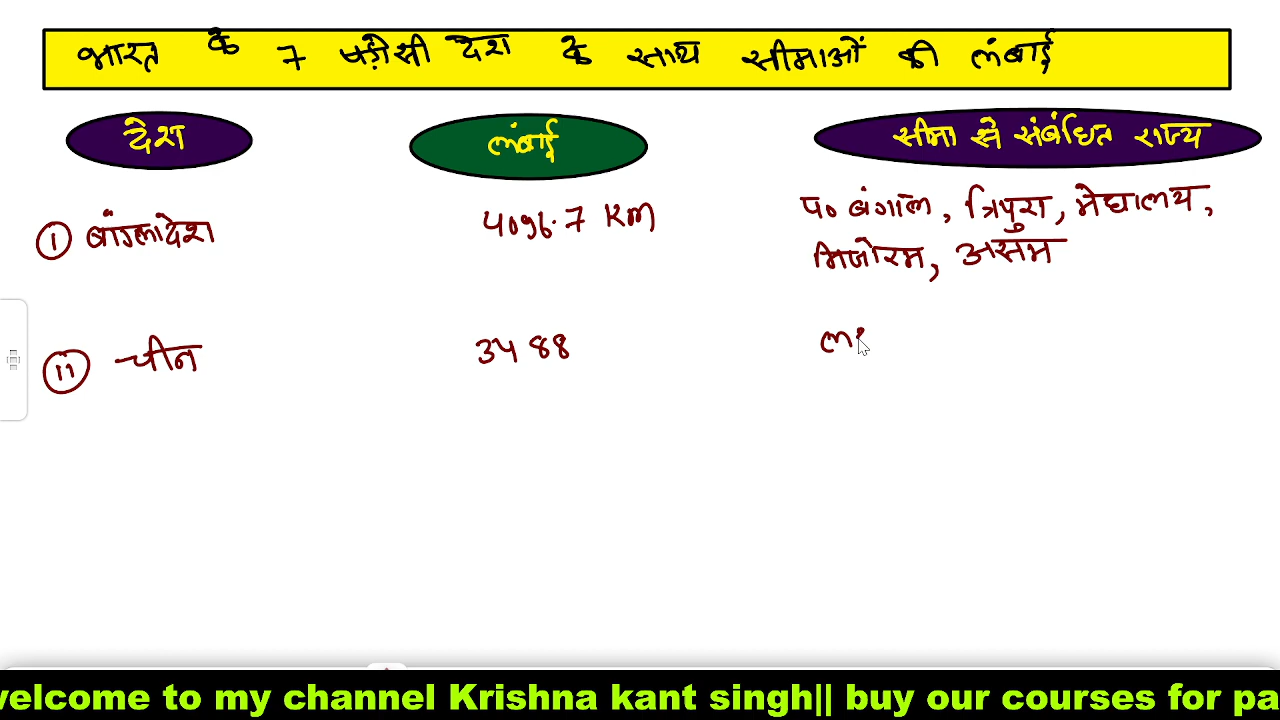 भारत के 7 पड़ोसी देश के साथ सीमाओं की लंबाई
देश लंबाई सीमा से संबंधित राज्य
① बांग्लादेश 4096.7 Km प० बंगाल, त्रिपुरा, मेघालय,
मिजोरम, असम
⑪ चीन 3488
velcome to my channel Krishna kant singh|| buy our courses for pa